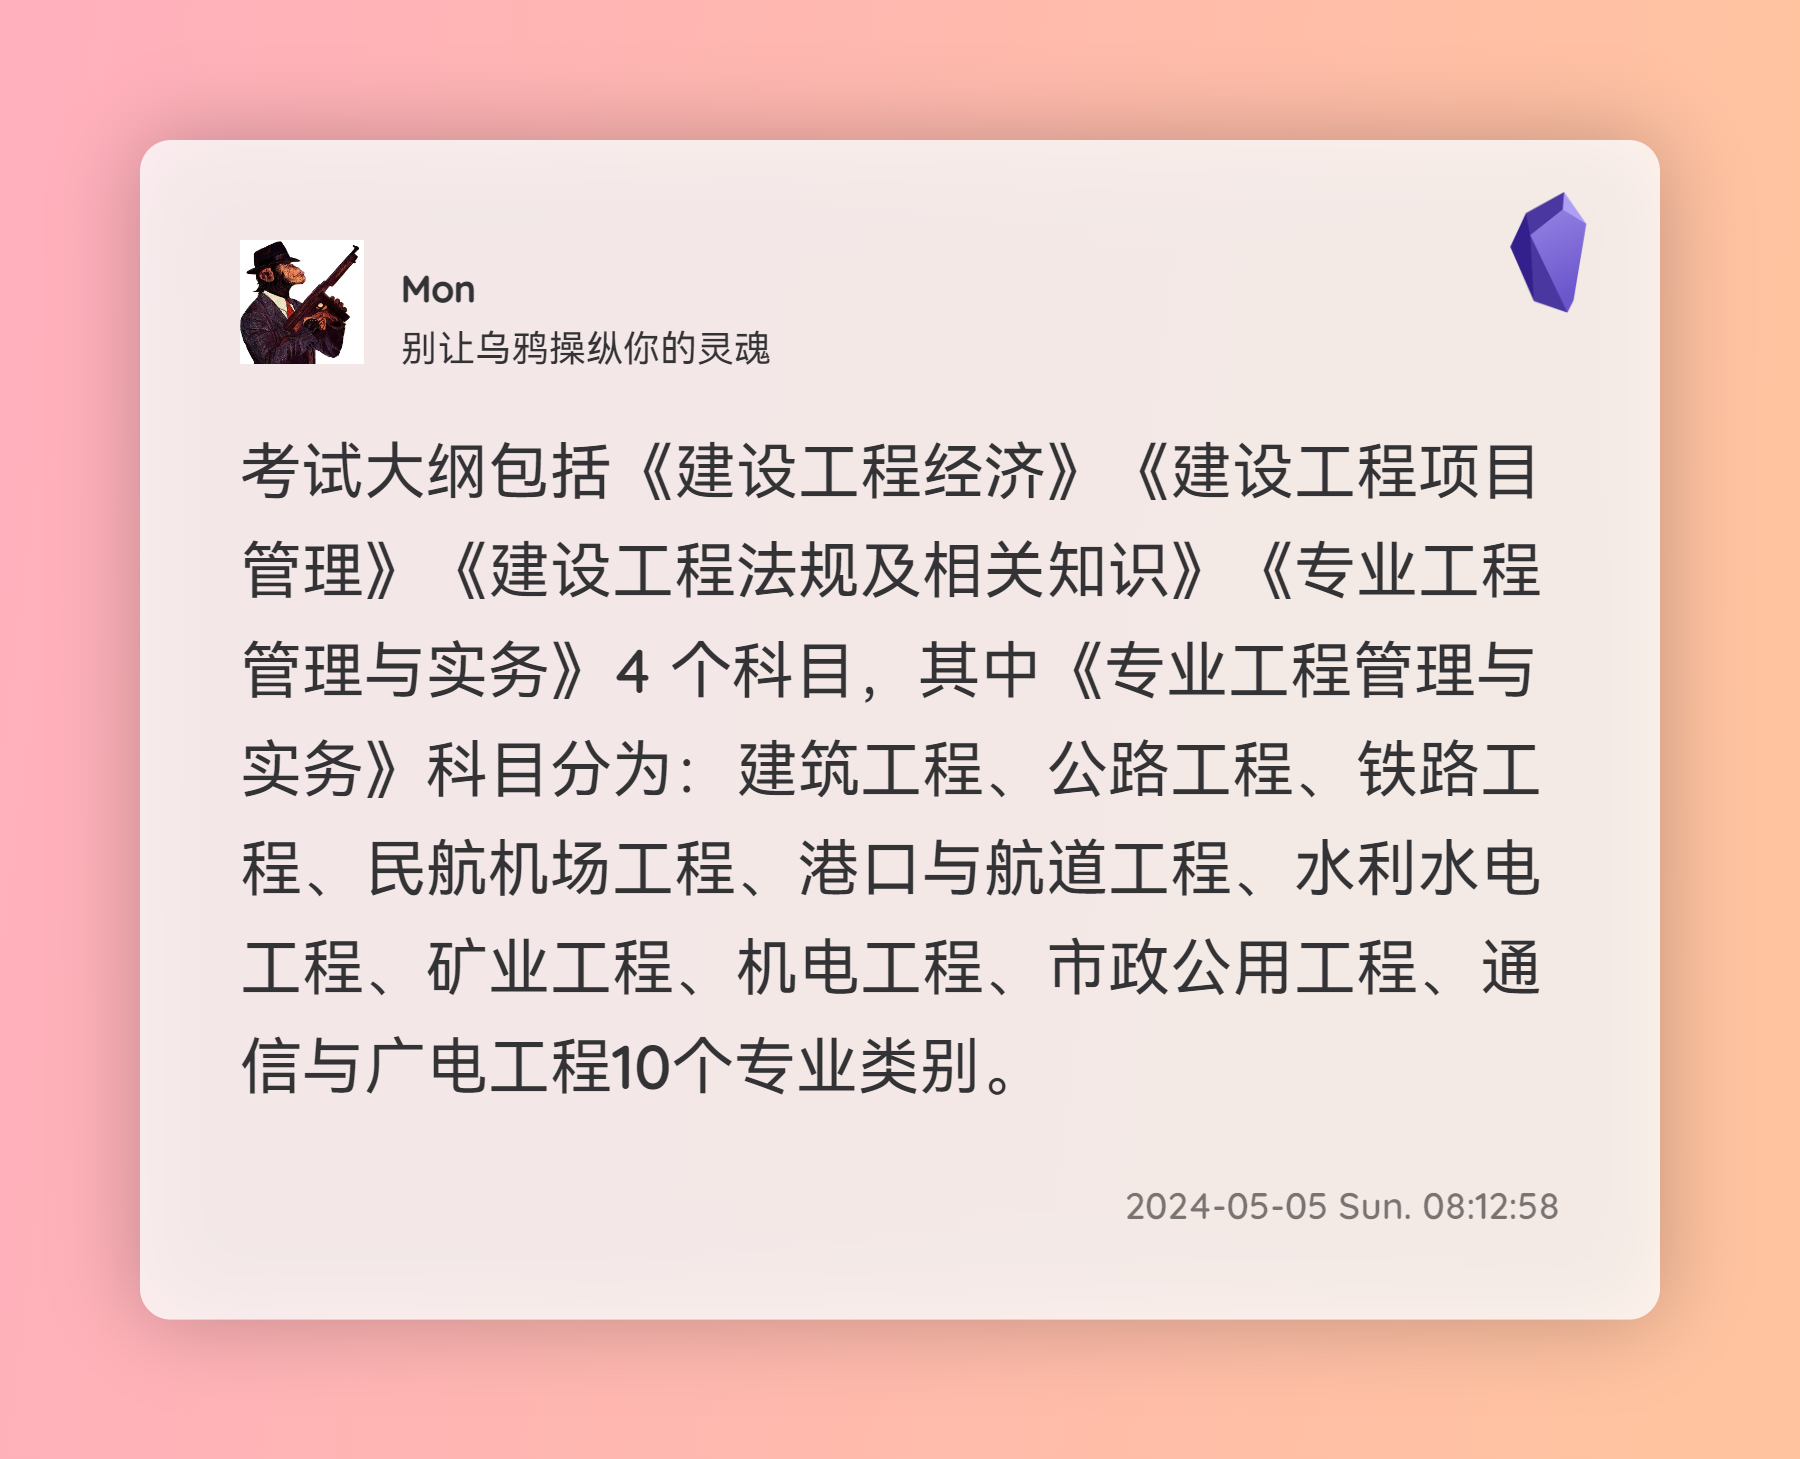 Mon
别让乌鸦操纵你的灵魂
考试大纲包括《建设工程经济》《建设工程项目
管理》《建设工程法规及相关知识》《专业工程
管理与实务》4 个科目，其中《专业工程管理与
实务》科目分为：建筑工程、公路工程、铁路工
程、民航机场工程、港口与航道工程、水利水电
工程、矿业工程、机电工程、市政公用工程、通
信与广电工程10个专业类别。
2024-05-05 Sun. 08:12:58